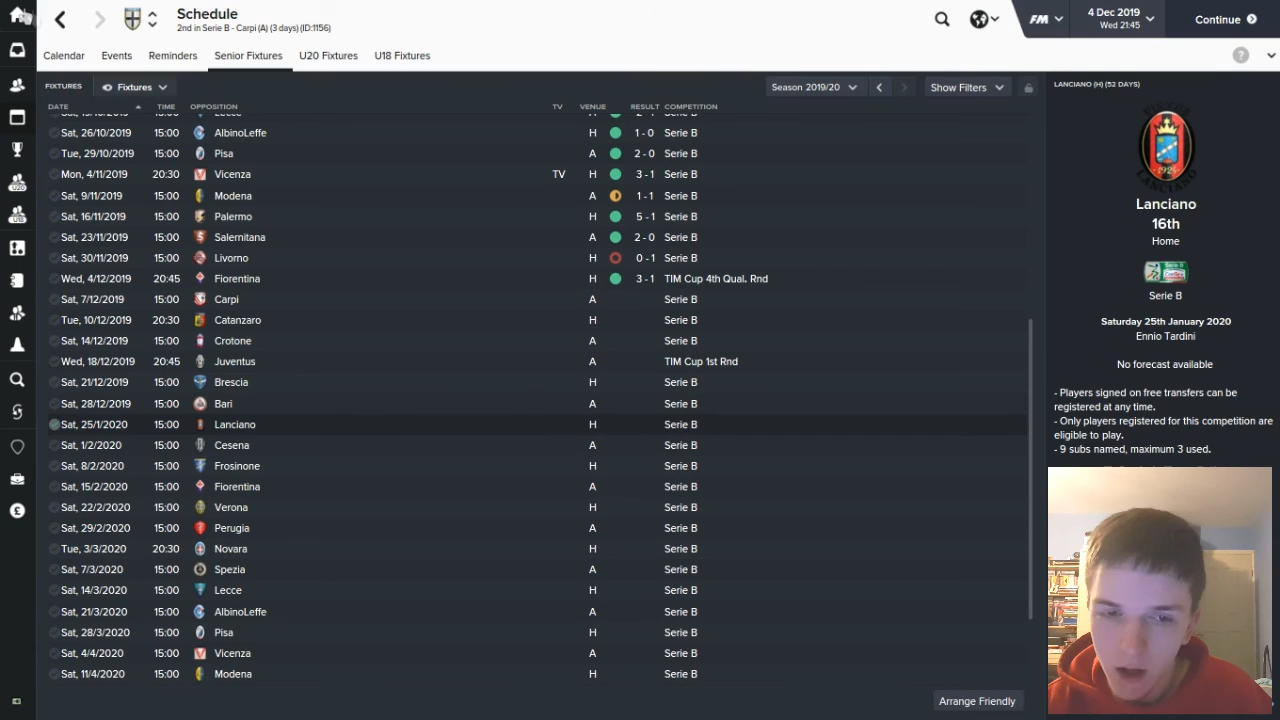 Schedule
2nd in Serie B - Carpi (A) (3 days) (ID:1156)
FM
4 Dec 2019
Wed 21:45
Continue
Calendar Events Reminders Senior Fixtures U20 Fixtures U18 Fixtures
?
FIXTURES Fixtures Season 2019/20 Show Filters
DATE TIME OPPOSITION TV VENUE RESULT COMPETITION
Sat, 26/10/2019 15:00 AlbinoLeffe H 1 - 0 Serie B
Tue, 29/10/2019 15:00 Pisa A 2 - 0 Serie B
Mon, 4/11/2019 20:30 Vicenza TV H 3 - 1 Serie B
Sat, 9/11/2019 15:00 Modena A 1 - 1 Serie B
Sat, 16/11/2019 15:00 Palermo H 5 - 1 Serie B
Sat, 23/11/2019 15:00 Salernitana A 2 - 0 Serie B
Sat, 30/11/2019 15:00 Livorno H 0 - 1 Serie B
Wed, 4/12/2019 20:45 Fiorentina H 3 - 1 TIM Cup 4th Qual. Rnd
Sat, 7/12/2019 15:00 Carpi A Serie B
Tue, 10/12/2019 20:30 Catanzaro H Serie B
Sat, 14/12/2019 15:00 Crotone A Serie B
Wed, 18/12/2019 20:45 Juventus A TIM Cup 1st Rnd
Sat, 21/12/2019 15:00 Brescia H Serie B
Sat, 28/12/2019 15:00 Bari A Serie B
Sat, 25/1/2020 15:00 Lanciano H Serie B
Sat, 1/2/2020 15:00 Cesena A Serie B
Sat, 8/2/2020 15:00 Frosinone H Serie B
Sat, 15/2/2020 15:00 Fiorentina A Serie B
Sat, 22/2/2020 15:00 Verona H Serie B
Sat, 29/2/2020 15:00 Perugia A Serie B
Tue, 3/3/2020 20:30 Novara H Serie B
Sat, 7/3/2020 15:00 Spezia A Serie B
Sat, 14/3/2020 15:00 Lecce H Serie B
Sat, 21/3/2020 15:00 AlbinoLeffe A Serie B
Sat, 28/3/2020 15:00 Pisa H Serie B
Sat, 4/4/2020 15:00 Vicenza A Serie B
Sat, 11/4/2020 15:00 Modena H Serie B
Arrange Friendly
LANCIANO (H) (52 DAYS)
LANCIANO
Lanciano
16th
Home
Serie B
Saturday 25th January 2020
Ennio Tardini
No forecast available
- Players signed on free transfers can be
registered at any time.
- Only players registered for this competition are
eligible to play.
- 9 subs named, maximum 3 used.